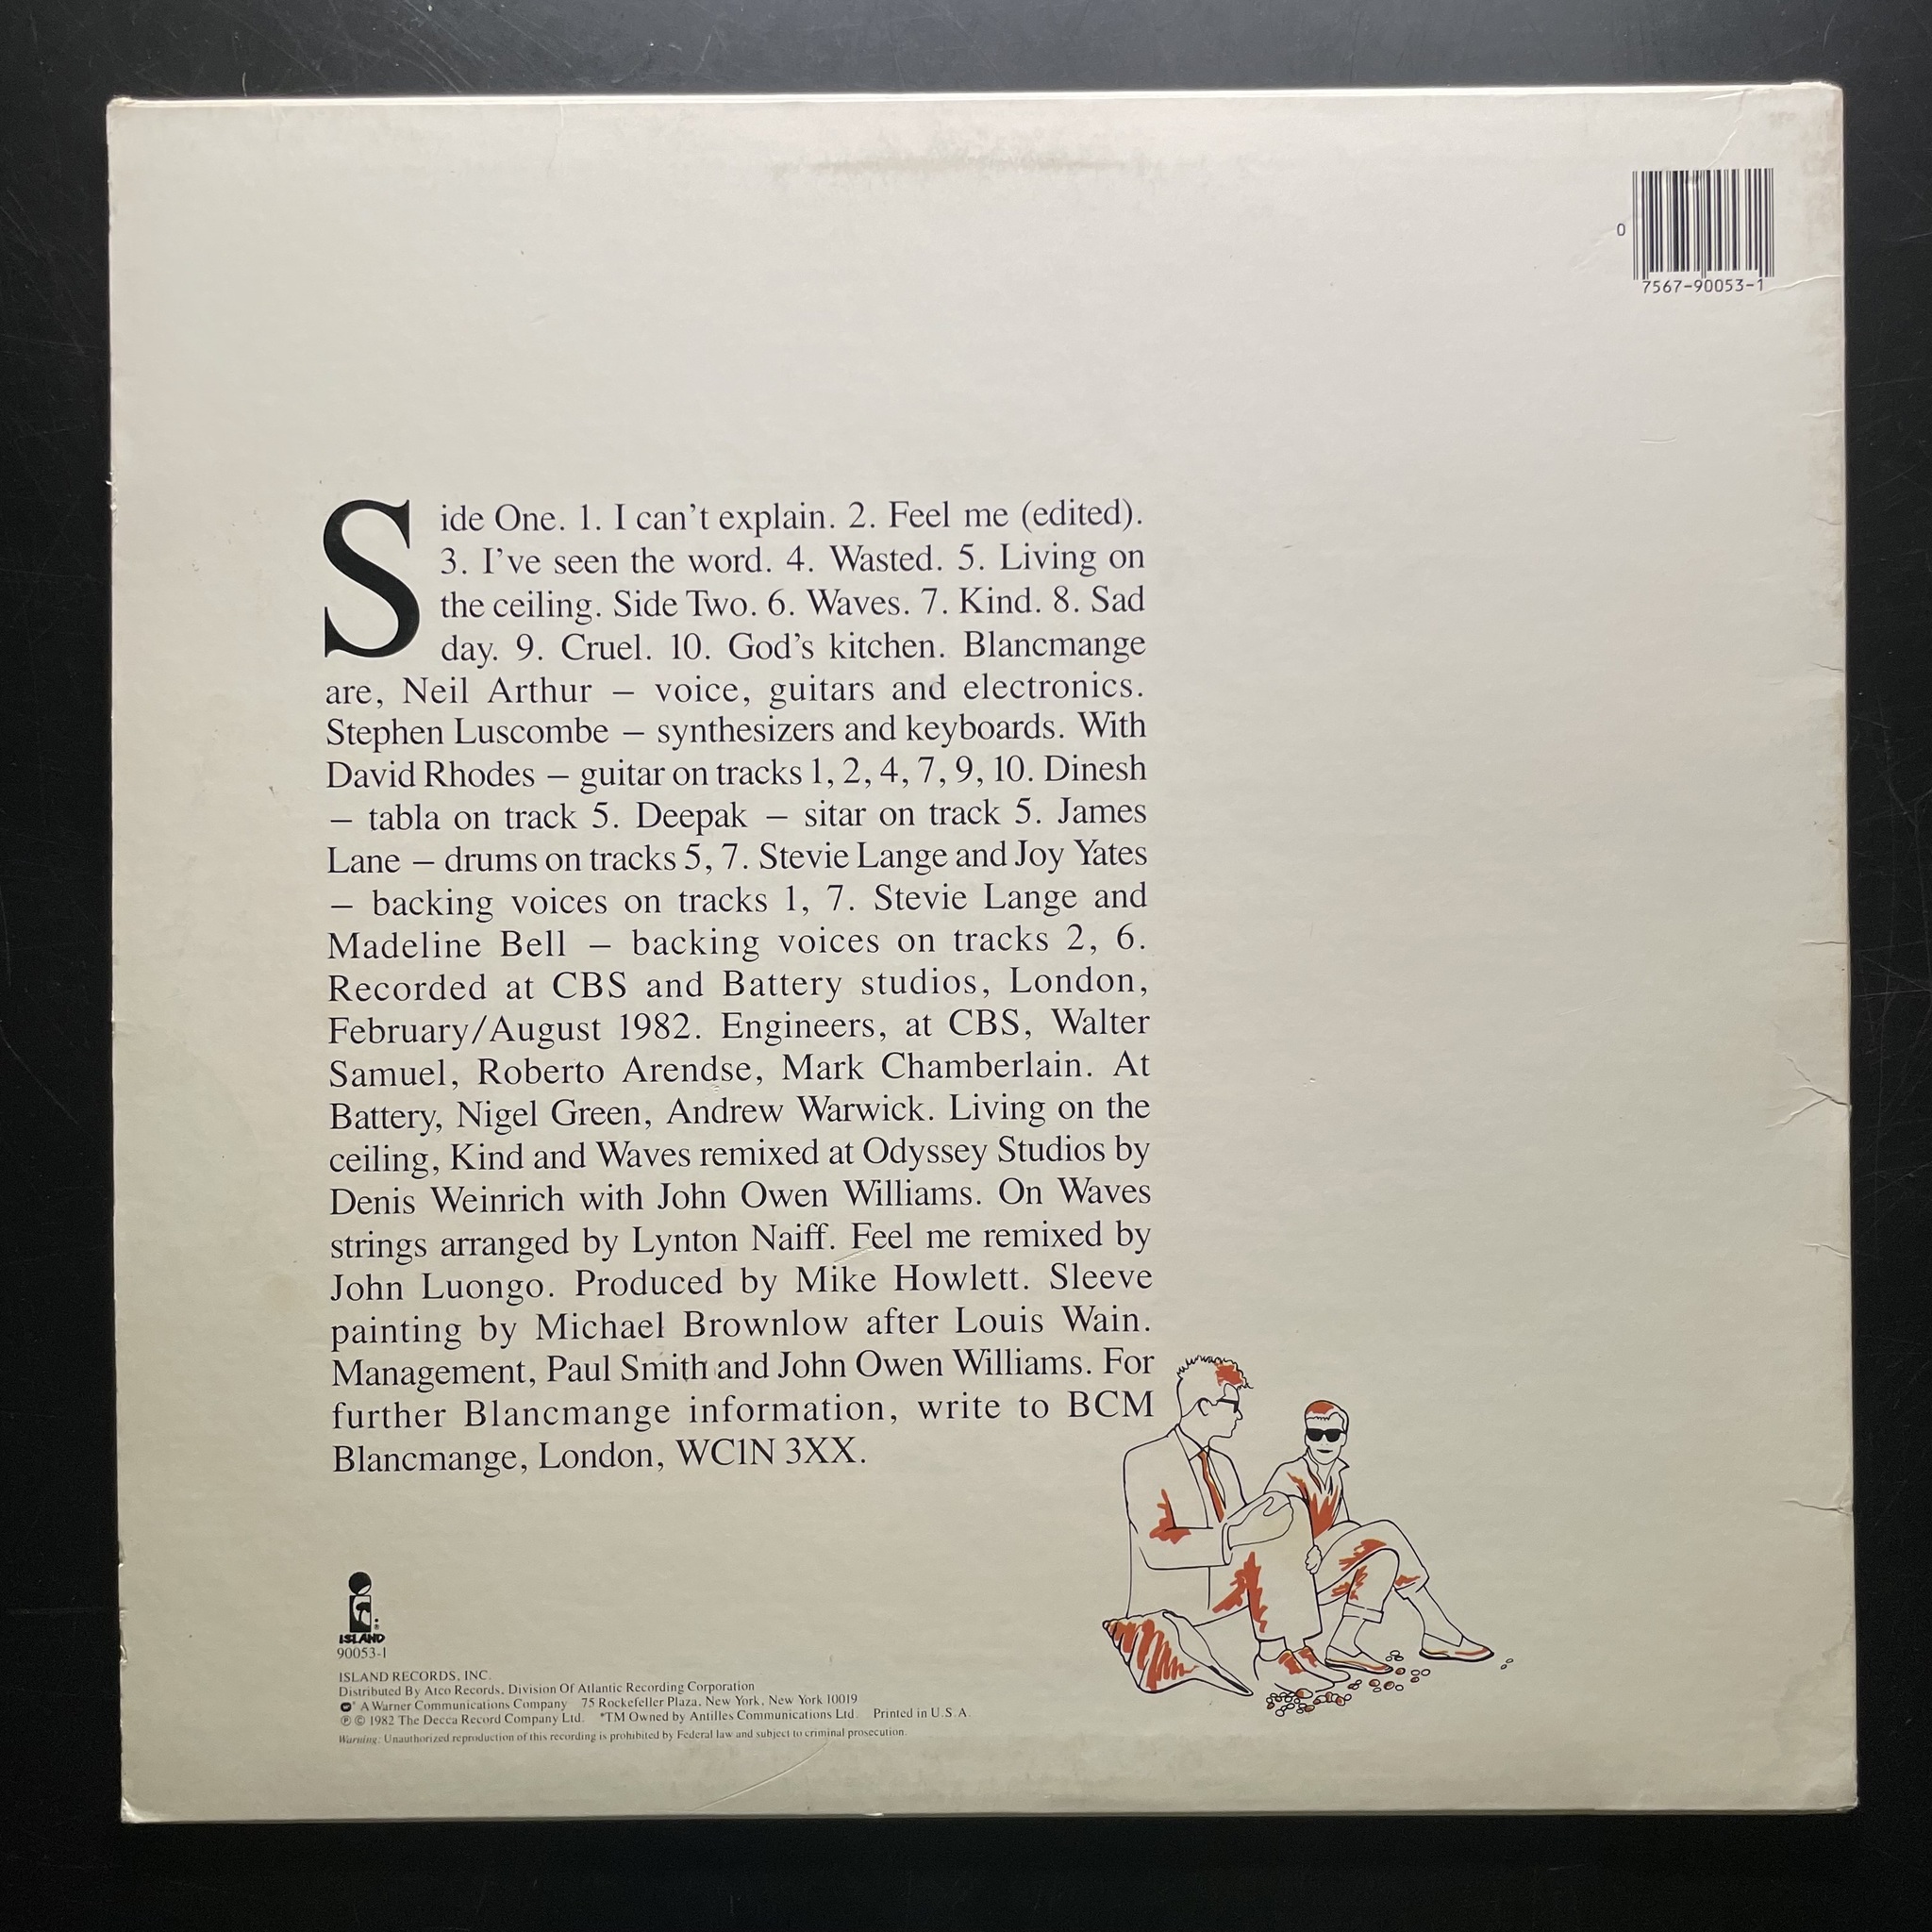 0
7567-90053-1
Side One. 1. I can't explain. 2. Feel me (edited).
3. I've seen the word. 4. Wasted. 5. Living on
the ceiling. Side Two. 6. Waves. 7. Kind. 8. Sad
day. 9. Cruel. 10. God's kitchen. Blancmange
are, Neil Arthur – voice, guitars and electronics.
Stephen Luscombe – synthesizers and keyboards. With
David Rhodes – guitar on tracks 1, 2, 4, 7, 9, 10. Dinesh
– tabla on track 5. Deepak – sitar on track 5. James
Lane – drums on tracks 5, 7. Stevie Lange and Joy Yates
– backing voices on tracks 1, 7. Stevie Lange and
Madeline Bell – backing voices on tracks 2, 6.
Recorded at CBS and Battery studios, London,
February/August 1982. Engineers, at CBS, Walter
Samuel, Roberto Arendse, Mark Chamberlain. At
Battery, Nigel Green, Andrew Warwick. Living on the
ceiling, Kind and Waves remixed at Odyssey Studios by
Denis Weinrich with John Owen Williams. On Waves
strings arranged by Lynton Naiff. Feel me remixed by
John Luongo. Produced by Mike Howlett. Sleeve
painting by Michael Brownlow after Louis Wain.
Management, Paul Smith and John Owen Williams. For
further Blancmange information, write to BCM
Blancmange, London, WC1N 3XX.
ISLAND
90053-1
ISLAND RECORDS, INC.
Distributed By Atco Records, Division Of Atlantic Recording Corporation
A Warner Communications Company 75 Rockefeller Plaza, New York, New York 10019
℗ © 1982 The Decca Record Company Ltd. *TM Owned by Antilles Communications Ltd. Printed in U.S.A.
Warning: Unauthorized reproduction of this recording is prohibited by Federal law and subject to criminal prosecution.